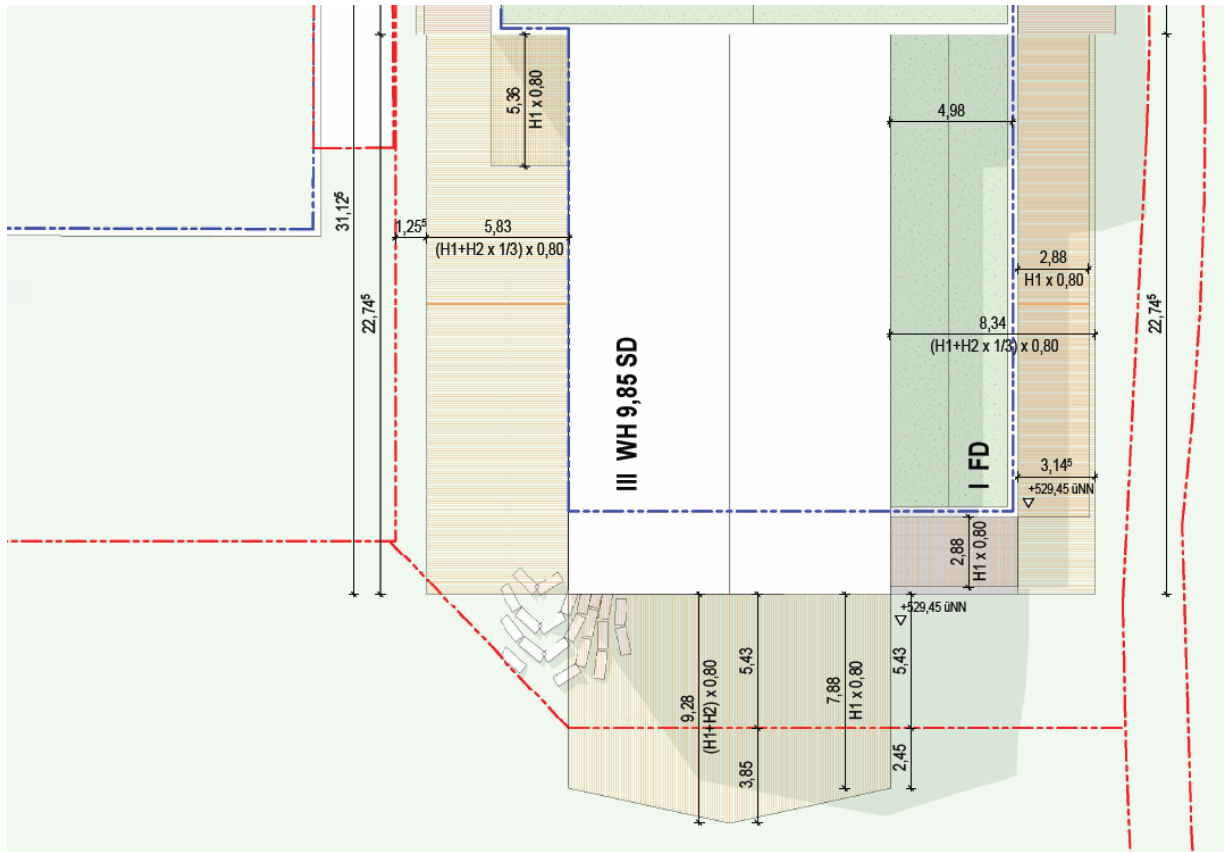 5,36
H1 x 0,80
4,98
31,12⁵
1,25⁵
5,83
(H1+H2 x 1/3) x 0,80
2,88
H1 x 0,80
22,74⁵
22,74⁵
8,34
(H1+H2 x 1/3) x 0,80
III WH 9,85 SD
I FD
3,14⁵
+529,45 üNN
2,88
H1 x 0,80
+529,45 üNN
9,28
(H1+H2) x 0,80
5,43
7,88
H1 x 0,80
5,43
3,85
2,45